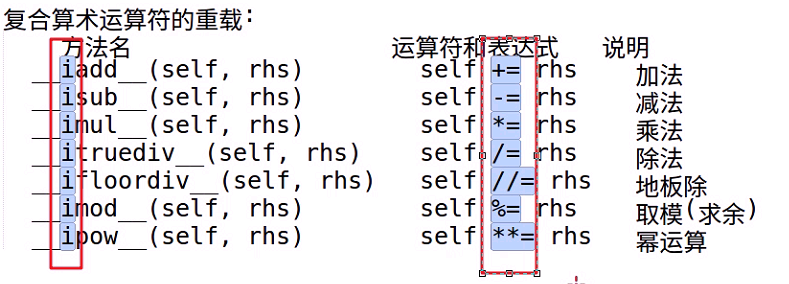 复合算术运算符的重载:
方法名 运算符和表达式 说明
__iadd__(self, rhs) self += rhs 加法
__isub__(self, rhs) self -= rhs 减法
__imul__(self, rhs) self *= rhs 乘法
__itruediv__(self, rhs) self /= rhs 除法
__ifloordiv__(self, rhs) self //= rhs 地板除
__imod__(self, rhs) self %= rhs 取模(求余)
__ipow__(self, rhs) self **= rhs 幂运算